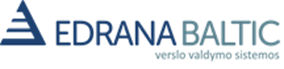 EDRANA BALTIC
verslo valdymo sistemos